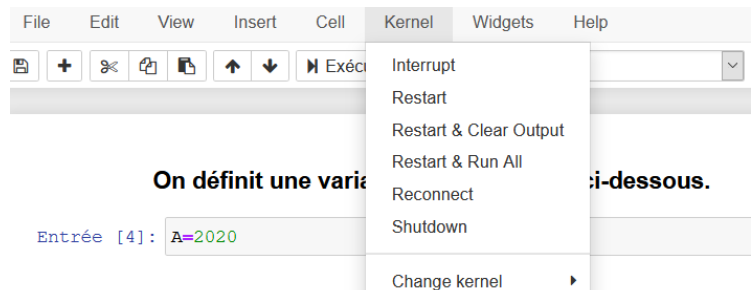 File Edit View Insert Cell Kernel Widgets Help
Exécu
Interrupt
Restart
Restart & Clear Output
Restart & Run All
Reconnect
Shutdown
Change kernel
On définit une varia ci-dessous.
Entrée [4]: A=2020